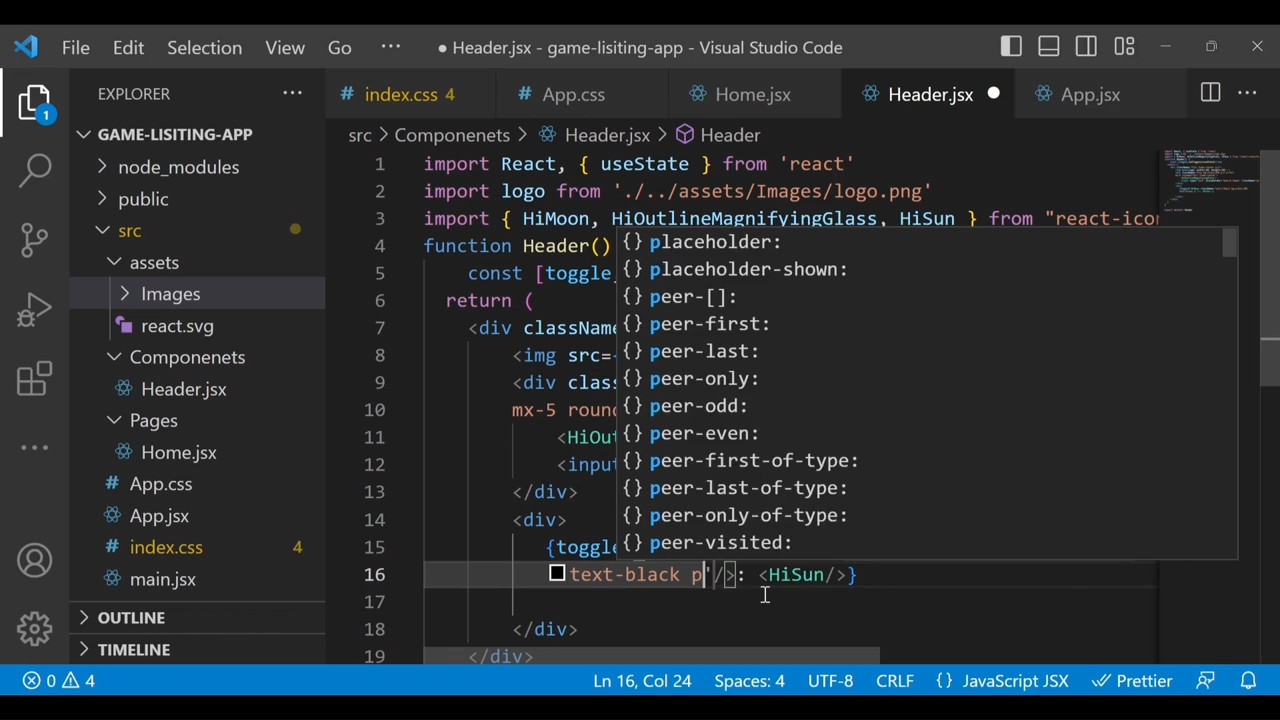 File Edit Selection View Go ··· ● Header.jsx - game-lisiting-app - Visual Studio Code
EXPLORER ···
# index.css 4 # App.css Home.jsx Header.jsx ● App.jsx ···
1
GAME-LISITING-APP
node_modules
public
src
assets
Images
react.svg
Componenets
Header.jsx
Pages
Home.jsx
# App.css
App.jsx
# index.css 4
main.jsx
OUTLINE
TIMELINE
src > Componenets > Header.jsx > Header
1 import React, { useState } from 'react'
2 import logo from './../assets/Images/logo.png'
3 import { HiMoon, HiOutlineMagnifyingGlass, HiSun } from "react-icon
4 function Header()
5 const [toggle,
6 return (
7 <div className
8 <img src=
9 <div class
10 mx-5 roun
11 <HiOut
12 <input
13 </div>
14 <div>
15 {toggle
16 text-black p'/>: <HiSun/>}
17
18 </div>
19 </div>
{} placeholder:
{} placeholder-shown:
{} peer-[]:
{} peer-first:
{} peer-last:
{} peer-only:
{} peer-odd:
{} peer-even:
{} peer-first-of-type:
{} peer-last-of-type:
{} peer-only-of-type:
{} peer-visited:
0 4 Ln 16, Col 24 Spaces: 4 UTF-8 CRLF {} JavaScript JSX Prettier